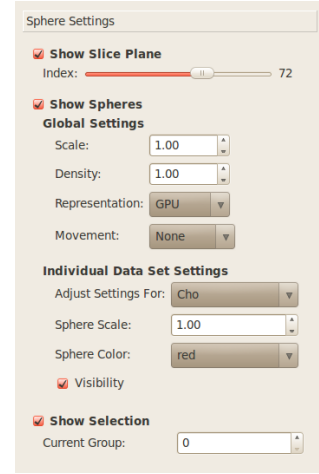 Sphere Settings
Show Slice Plane
Index: 72
Show Spheres
Global Settings
Scale: 1.00
Density: 1.00
Representation: GPU
Movement: None
Individual Data Set Settings
Adjust Settings For: Cho
Sphere Scale: 1.00
Sphere Color: red
Visibility
Show Selection
Current Group: 0